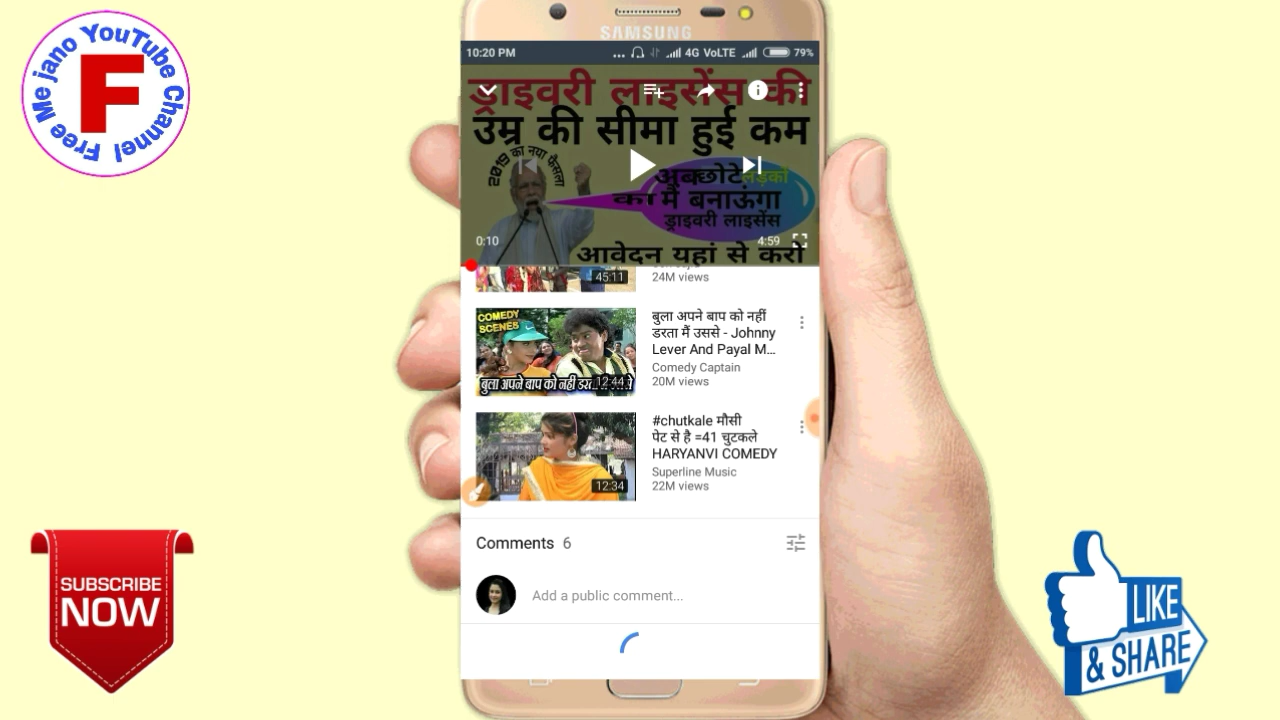 Free Me jano YouTube Channel
F
SAMSUNG
10:20 PM
4G VoLTE
79%
ड्राइवरी लाइसेंस की
उम्र की सीमा हुई कम
2019 का नया फैसला
अब छोटे लड़कों
का मैं बनाऊंगा
ड्राइवरी लाइसेंस
0:10
4:59
आवेदन यहां से करो
45:11
24M views
COMEDY
SCENES
12:44
बुला अपने बाप को नहीं
डरता मैं उससे - Johnny
Lever And Payal M...
Comedy Captain
20M views
12:34
#chutkale मौसी
पेट से है =41 चुटकले
HARYANVI COMEDY
Superline Music
22M views
Comments 6
Add a public comment...
SUBSCRIBE
NOW
LIKE
& SHARE